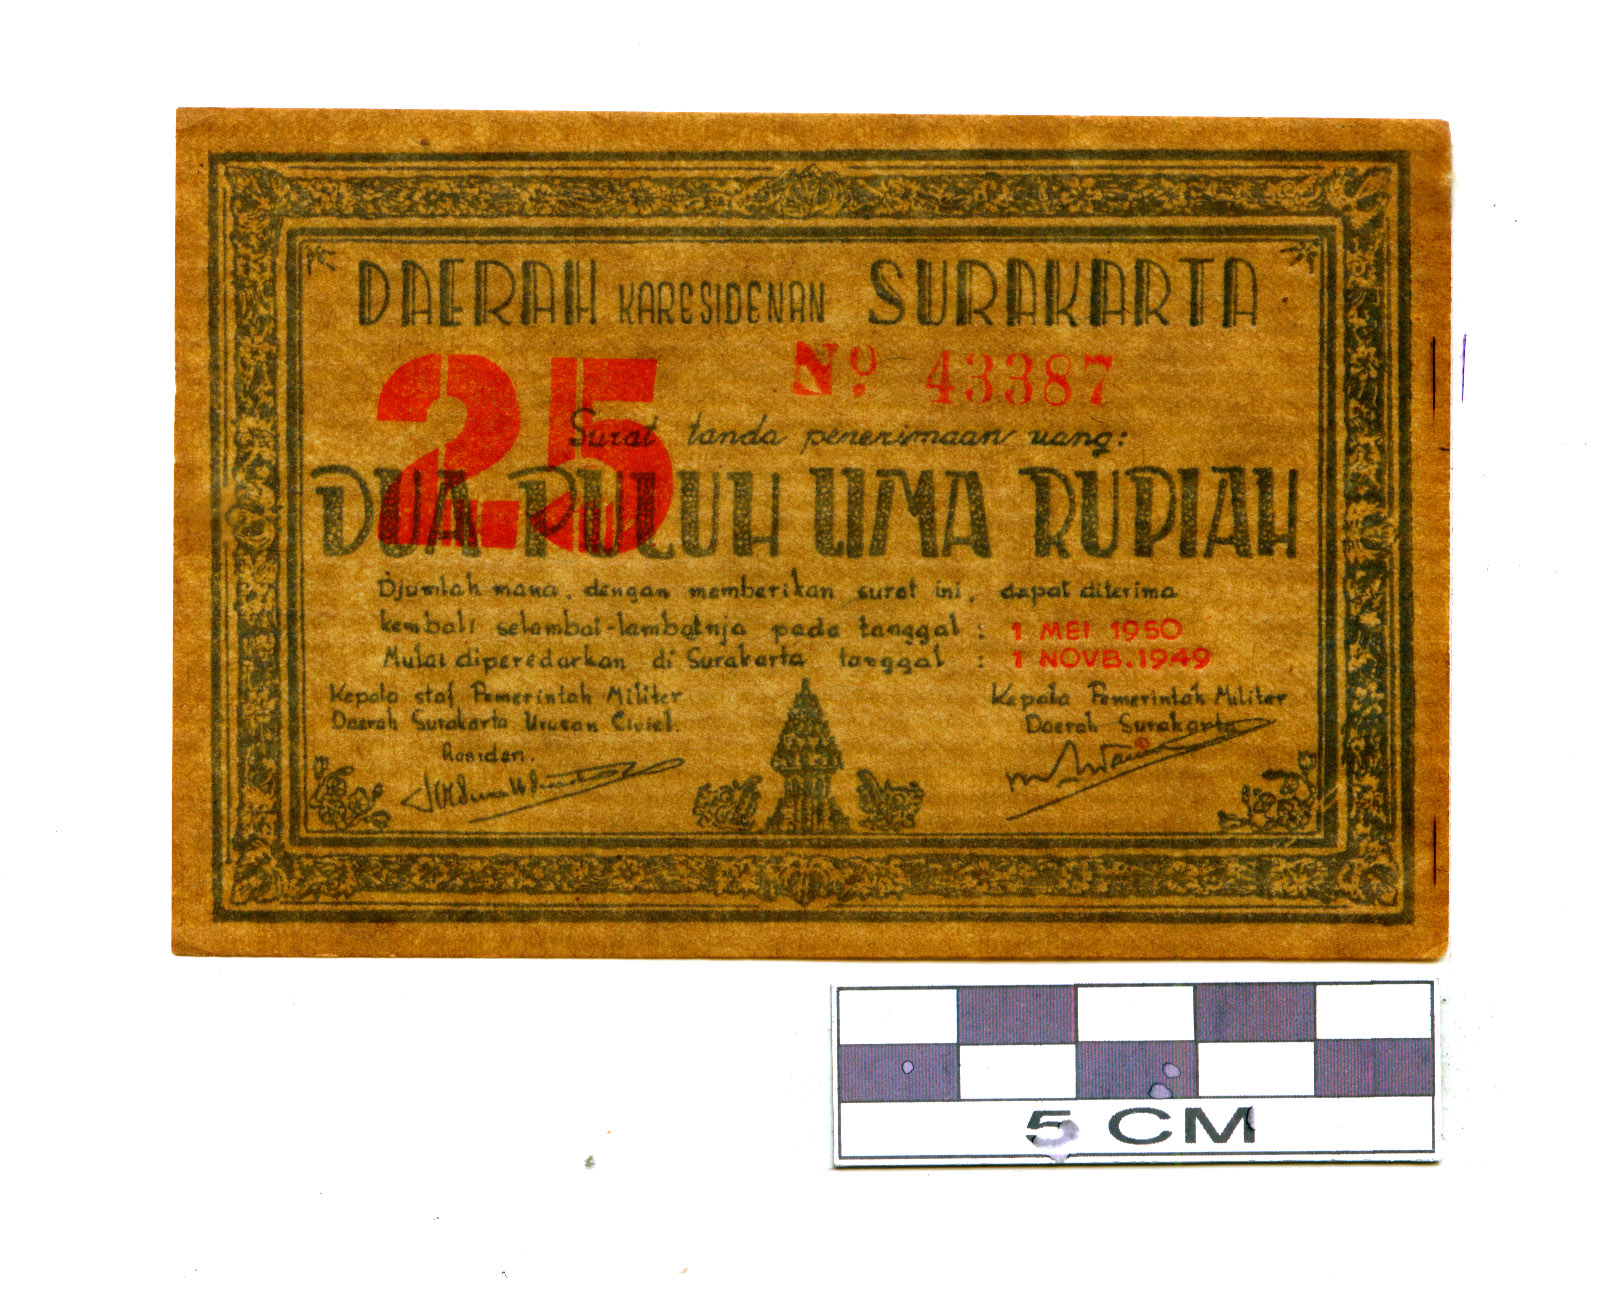 DAERAH KARESIDENAN SURAKARTA
25
No. 43387
Surat tanda penerimaan uang:
DUA PULUH LIMA RUPIAH
Djumlah mana, dengan memberikan surat ini, dapat diterima
kembali selambat-lambatnja pada tanggal : 1 MEI 1950
Mulai diperedarkan di Surakarta tanggal : 1 NOVB. 1949
Kepala staf Pemerintah Militer
Daerah Surakarta Urusan Civiel.
Residen.
Kepala Pemerintah Militer
Daerah Surakarta
5 CM